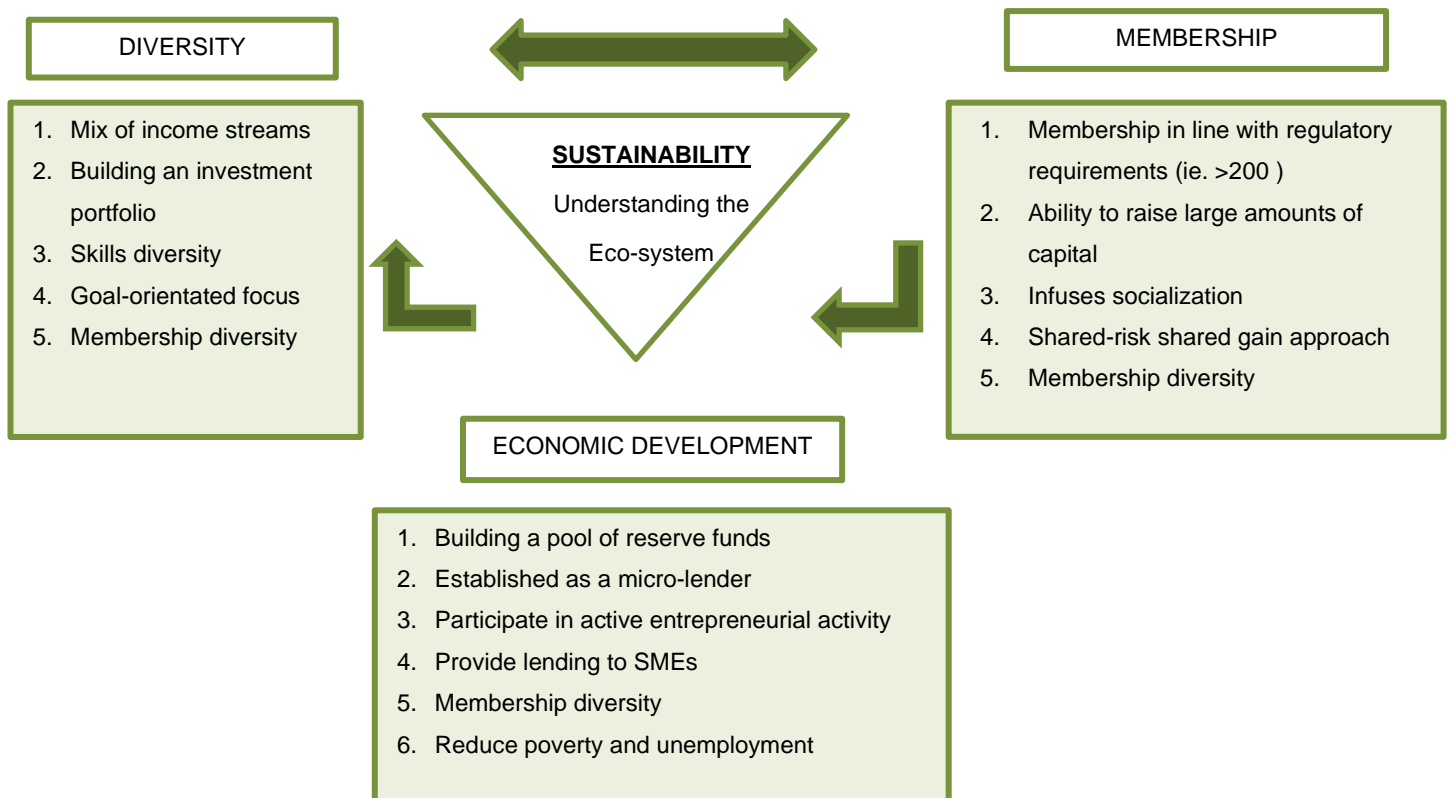 DIVERSITY
MEMBERSHIP
1. Mix of income streams
2. Building an investment
portfolio
3. Skills diversity
4. Goal-orientated focus
5. Membership diversity
SUSTAINABILITY
Understanding the
Eco-system
1. Membership in line with regulatory
requirements (ie. >200 )
2. Ability to raise large amounts of
capital
3. Infuses socialization
4. Shared-risk shared gain approach
5. Membership diversity
ECONOMIC DEVELOPMENT
1. Building a pool of reserve funds
2. Established as a micro-lender
3. Participate in active entrepreneurial activity
4. Provide lending to SMEs
5. Membership diversity
6. Reduce poverty and unemployment